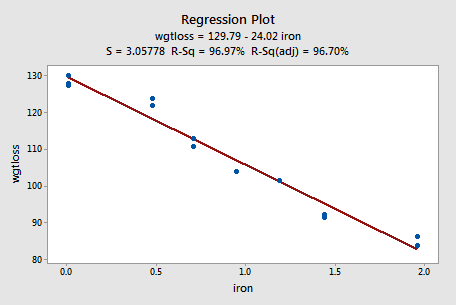 Regression Plot
wgtloss = 129.79 - 24.02 iron
S = 3.05778 R-Sq = 96.97% R-Sq(adj) = 96.70%
130
120
110
100
90
80
wgtloss
0.0 0.5 1.0 1.5 2.0
iron